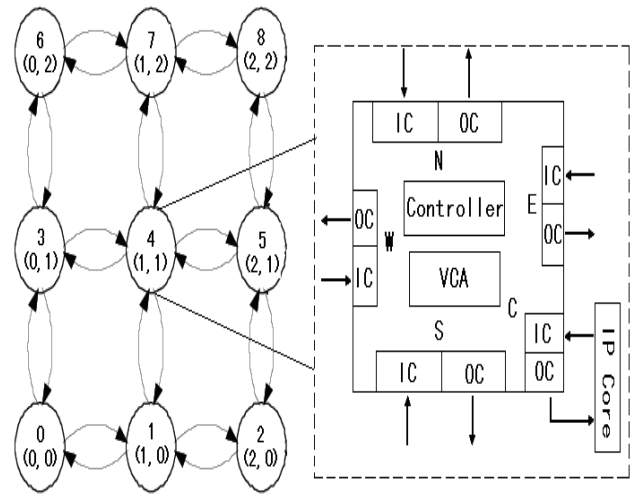 6
(0,2)
7
(1,2)
8
(2,2)
3
(0,1)
4
(1,1)
5
(2,1)
0
(0,0)
1
(1,0)
2
(2,0)
IC
OC
N
IC
E
OC
Controller
OC
W
IC
VCA
C
S
IC
OC
IC
OC
IP Core